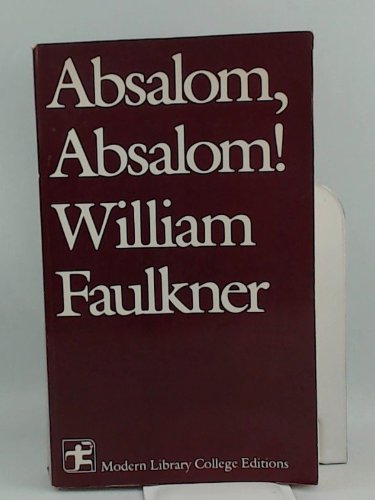 Absalom,
Absalom!
William
Faulkner
Modern Library College Editions